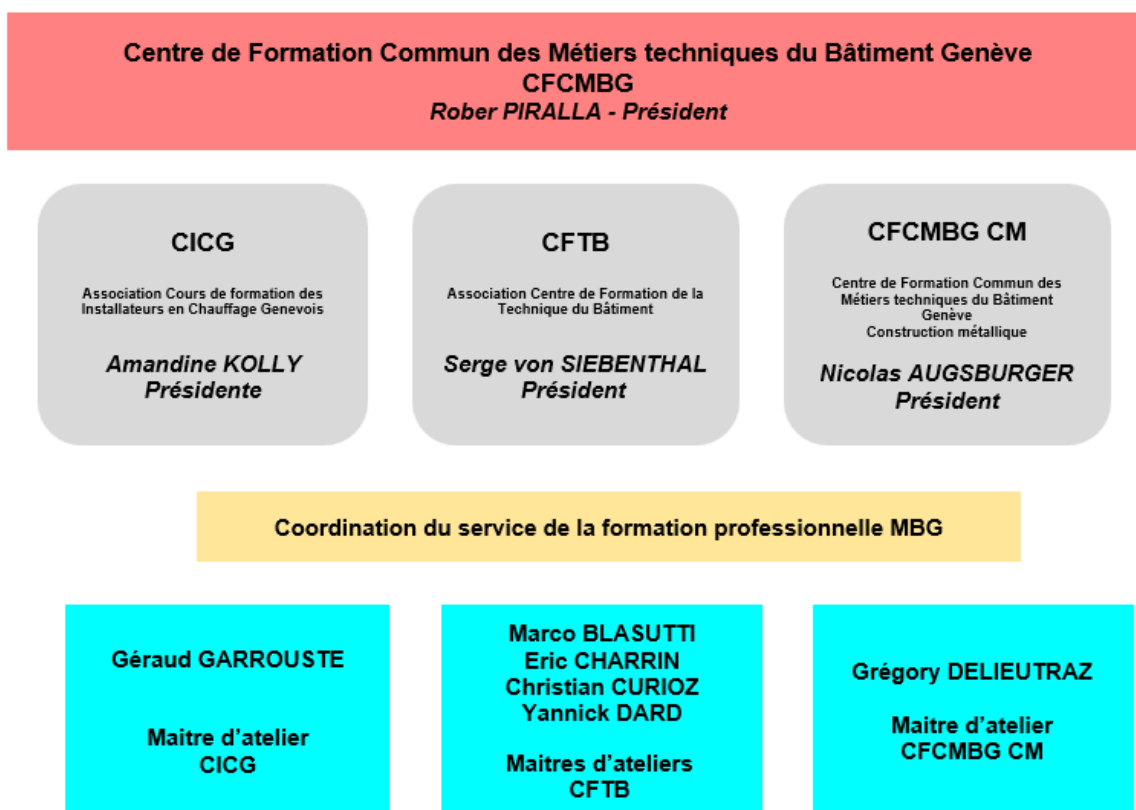 Centre de Formation Commun des Métiers techniques du Bâtiment Genève
CFCMBG
Rober PIRALLA - Président
CICG
Association Cours de formation des
Installateurs en Chauffage Genevois
Amandine KOLLY
Présidente
CFTB
Association Centre de Formation de la
Technique du Bâtiment
Serge von SIEBENTHAL
Président
CFCMBG CM
Centre de Formation Commun des
Métiers techniques du Bâtiment
Genève
Construction métallique
Nicolas AUGSBURGER
Président
Coordination du service de la formation professionnelle MBG
Géraud GARROUSTE
Maitre d'atelier
CICG
Marco BLASUTTI
Eric CHARRIN
Christian CURIOZ
Yannick DARD
Maitres d'ateliers
CFTB
Grégory DELIEUTRAZ
Maitre d'atelier
CFCMBG CM